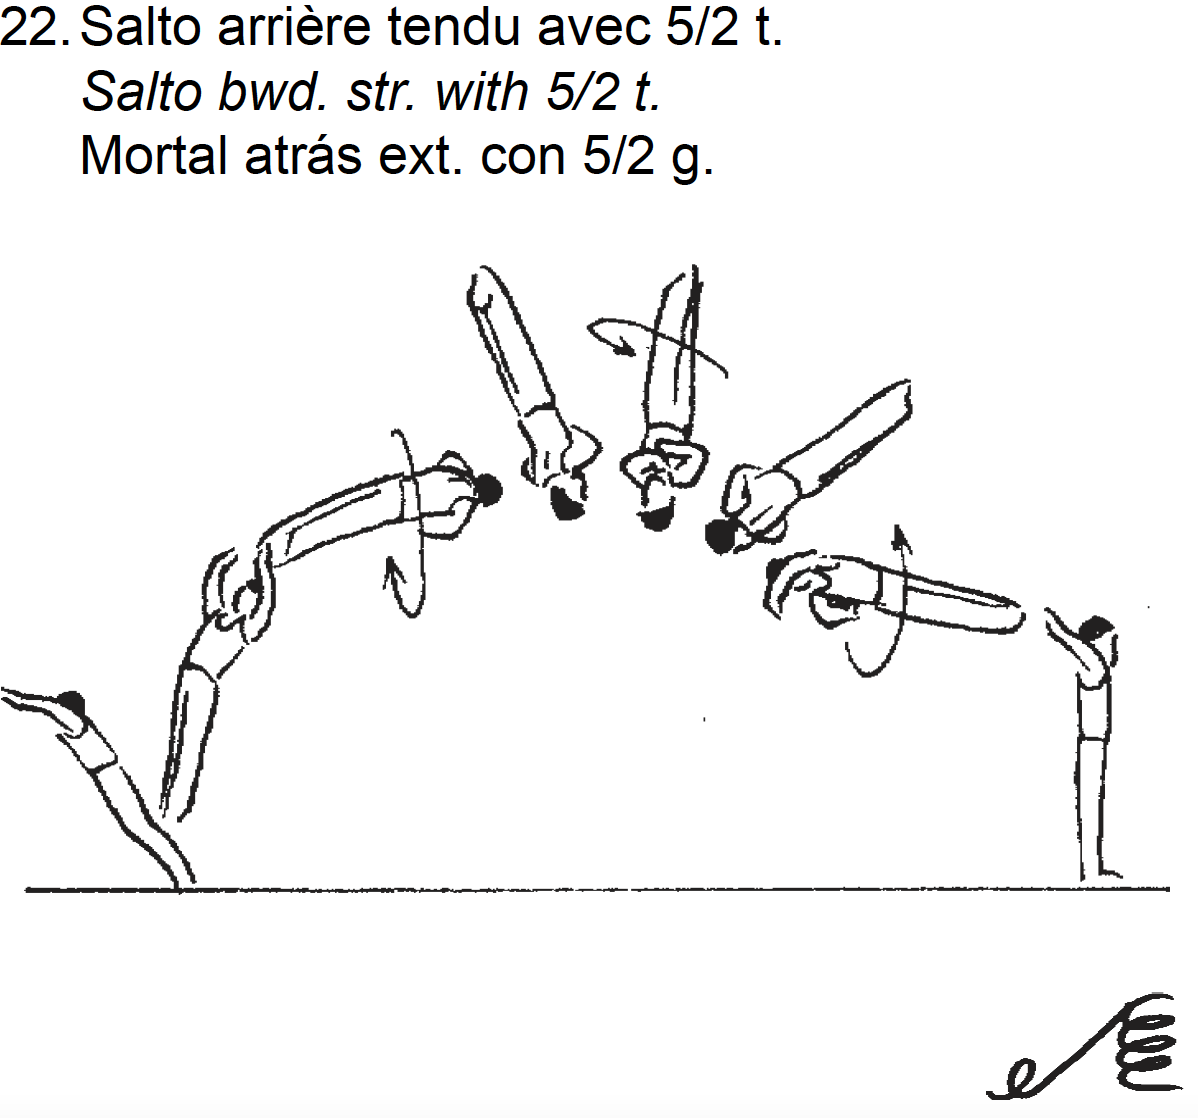 22. Salto arrière tendu avec 5/2 t.
Salto bwd. str. with 5/2 t.
Mortal atrás ext. con 5/2 g.